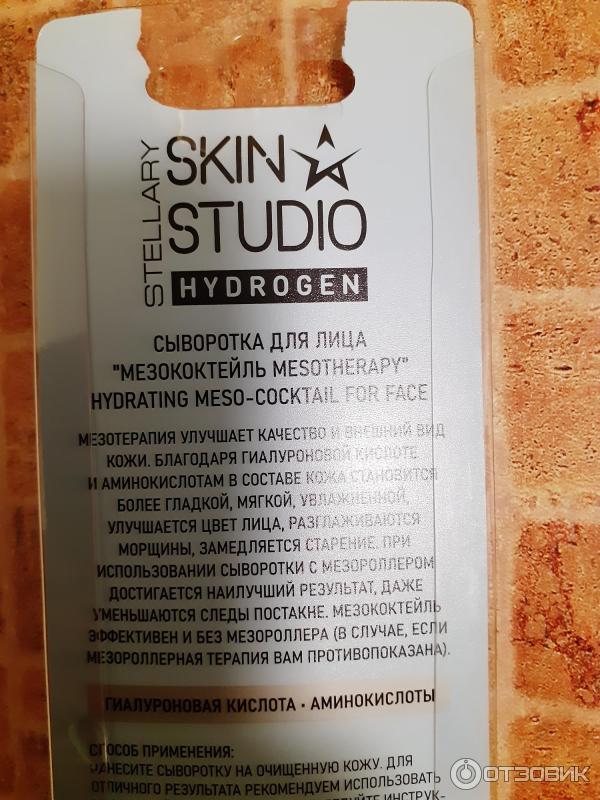 STELLARY
SKIN
STUDIO
HYDROGEN
СЫВОРОТКА ДЛЯ ЛИЦА
"МЕЗОКОКТЕЙЛЬ MESOTHERAPY"
HYDRATING MESO-COCKTAIL FOR FACE
МЕЗОТЕРАПИЯ УЛУЧШАЕТ КАЧЕСТВО И ВНЕШНИЙ ВИД
КОЖИ. БЛАГОДАРЯ ГИАЛУРОНОВОЙ КИСЛОТЕ
И АМИНОКИСЛОТАМ В СОСТАВЕ КОЖА СТАНОВИТСЯ
БОЛЕЕ ГЛАДКОЙ, МЯГКОЙ, УВЛАЖНЕННОЙ,
УЛУЧШАЕТСЯ ЦВЕТ ЛИЦА, РАЗГЛАЖИВАЮТСЯ
МОРЩИНЫ, ЗАМЕДЛЯЕТСЯ СТАРЕНИЕ. ПРИ
ИСПОЛЬЗОВАНИИ СЫВОРОТКИ С МЕЗОРОЛЛЕРОМ
ДОСТИГАЕТСЯ НАИЛУЧШИЙ РЕЗУЛЬТАТ, ДАЖЕ
УМЕНЬШАЮТСЯ СЛЕДЫ ПОСТАКНЕ. МЕЗОКОКТЕЙЛЬ
ЭФФЕКТИВЕН И БЕЗ МЕЗОРОЛЛЕРА (В СЛУЧАЕ, ЕСЛИ
МЕЗОРОЛЛЕРНАЯ ТЕРАПИЯ ВАМ ПРОТИВОПОКАЗАНА).
ГИАЛУРОНОВАЯ КИСЛОТА • АМИНОКИСЛОТЫ
СПОСОБ ПРИМЕНЕНИЯ:
НАНЕСИТЕ СЫВОРОТКУ НА ОЧИЩЕННУЮ КОЖУ. ДЛЯ
ОТЛИЧНОГО РЕЗУЛЬТАТА РЕКОМЕНДУЕМ ИСПОЛЬЗОВАТЬ
ОТЗОВИК